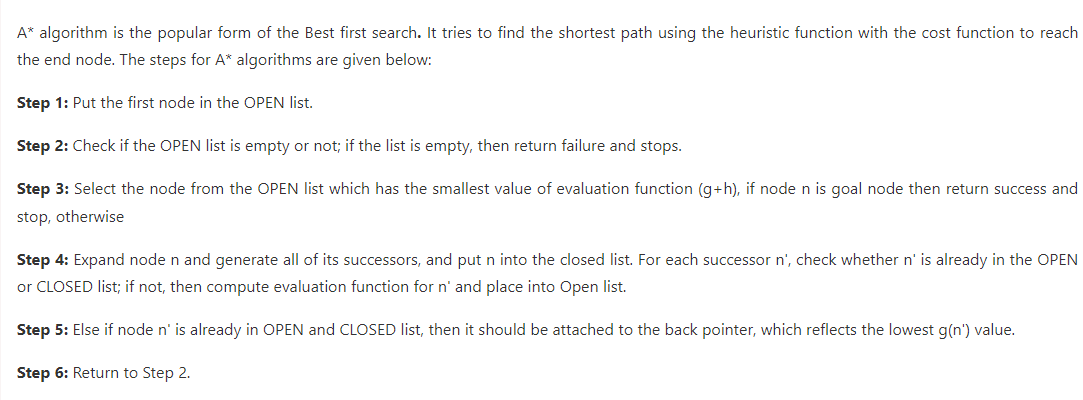 A* algorithm is the popular form of the Best first search. It tries to find the shortest path using the heuristic function with the cost function to reach
the end node. The steps for A* algorithms are given below:
Step 1: Put the first node in the OPEN list.
Step 2: Check if the OPEN list is empty or not; if the list is empty, then return failure and stops.
Step 3: Select the node from the OPEN list which has the smallest value of evaluation function (g+h), if node n is goal node then return success and
stop, otherwise
Step 4: Expand node n and generate all of its successors, and put n into the closed list. For each successor n', check whether n' is already in the OPEN
or CLOSED list; if not, then compute evaluation function for n' and place into Open list.
Step 5: Else if node n' is already in OPEN and CLOSED list, then it should be attached to the back pointer, which reflects the lowest g(n') value.
Step 6: Return to Step 2.